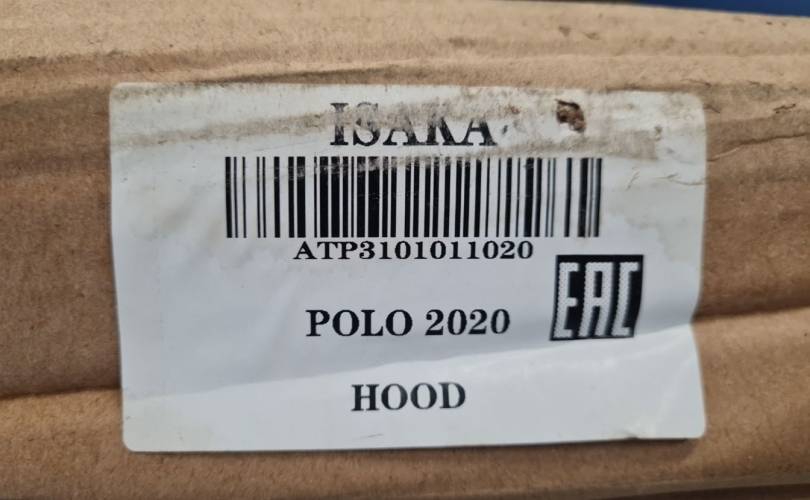 ISAKA
ATP3101011020
POLO 2020
EAC
HOOD